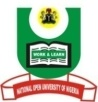 WORK & LEARN
NATIONAL OPEN UNIVERSITY OF NIGERIA